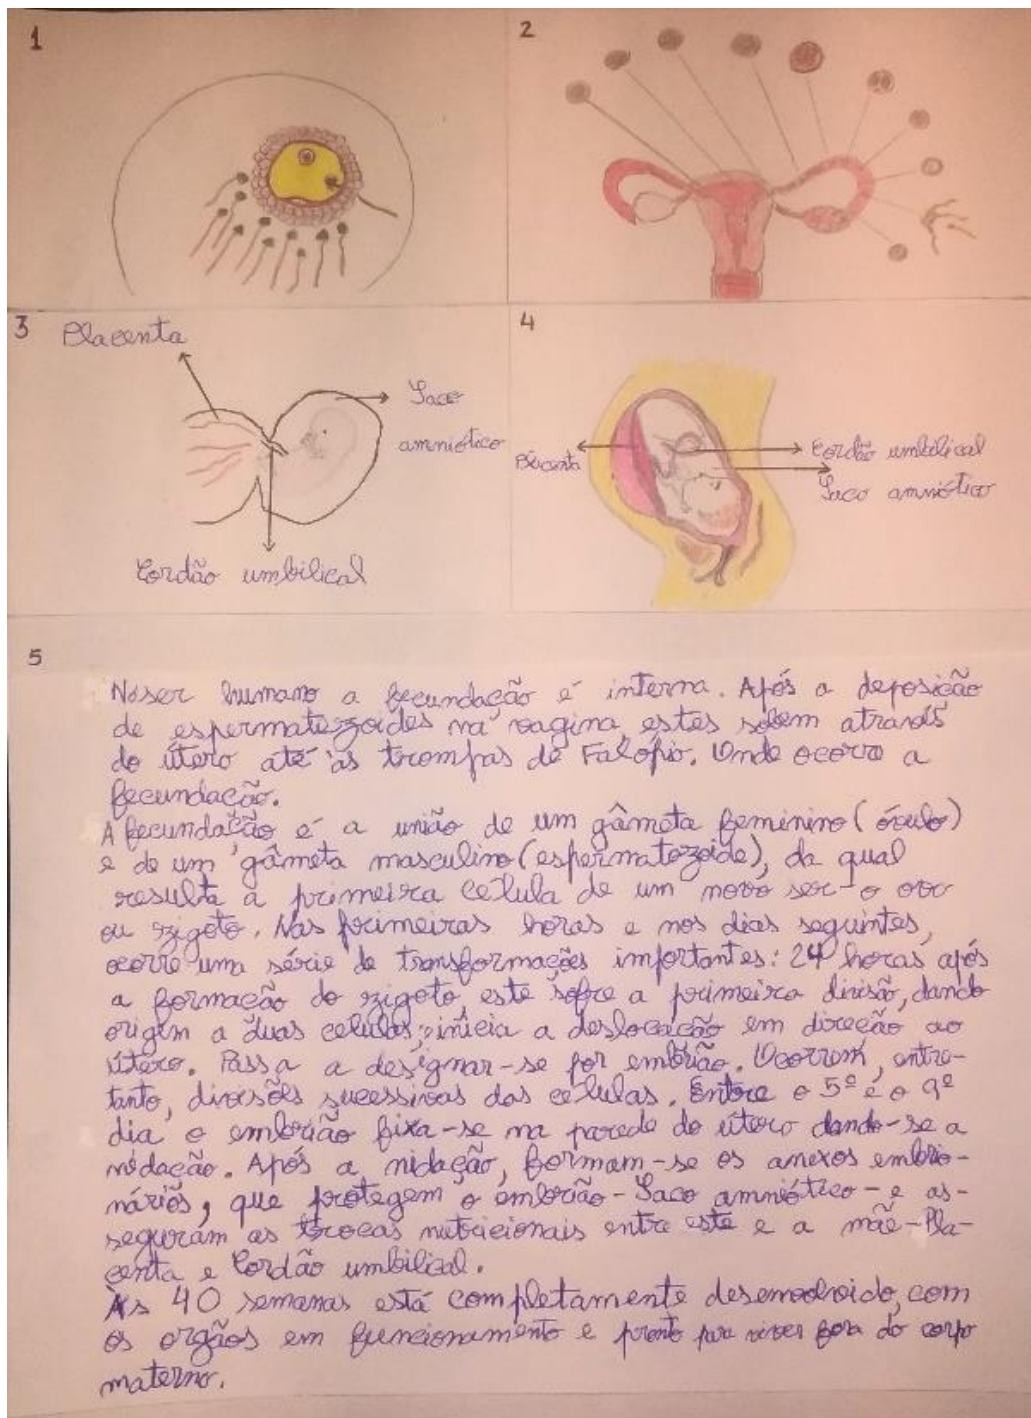 1
2
3
Placenta
Saco
amniótico
Cordão umbilical
4
Placenta
Cordão umbilical
Saco amniótico
5
No ser humano a fecundação é interna. Após a deposição
de espermatezoides na vagina, estes sobem através
do útero até às trompas de Falópio. Onde ocorre a
fecundação.
A fecundação é a união de um gâmeta feminino (óvulo)
e de um gâmeta masculino (espermatozoide), da qual
resulta a primeira célula de um novo ser - o ovo
ou zigoto. Nas primeiras horas e nos dias seguintes,
ocorre uma série de transformações importantes: 24 horas após
a formação do zigoto, este sofre a primeira divisão, dando
origem a duas celulas; inicia a deslocação em direção ao
útero. Passa a designar-se por embrião. Ocorrem, entre-
tanto, divisões sucessivas das celulas. Entre o 5º e o 9º
dia o embrião fixa-se na parede do útero dando-se a
nidação. Após a nidação, formam-se os anexos embrio-
nários, que protegem o embrião - Saco amniótico - e as-
seguram as trocas nutricionais entre este e a mãe - Pla-
centa e Cordão umbilical.
Às 40 semanas está completamente desenvolvido, com
os orgãos em funcionamento e pronto para viver fora do corpo
materno.